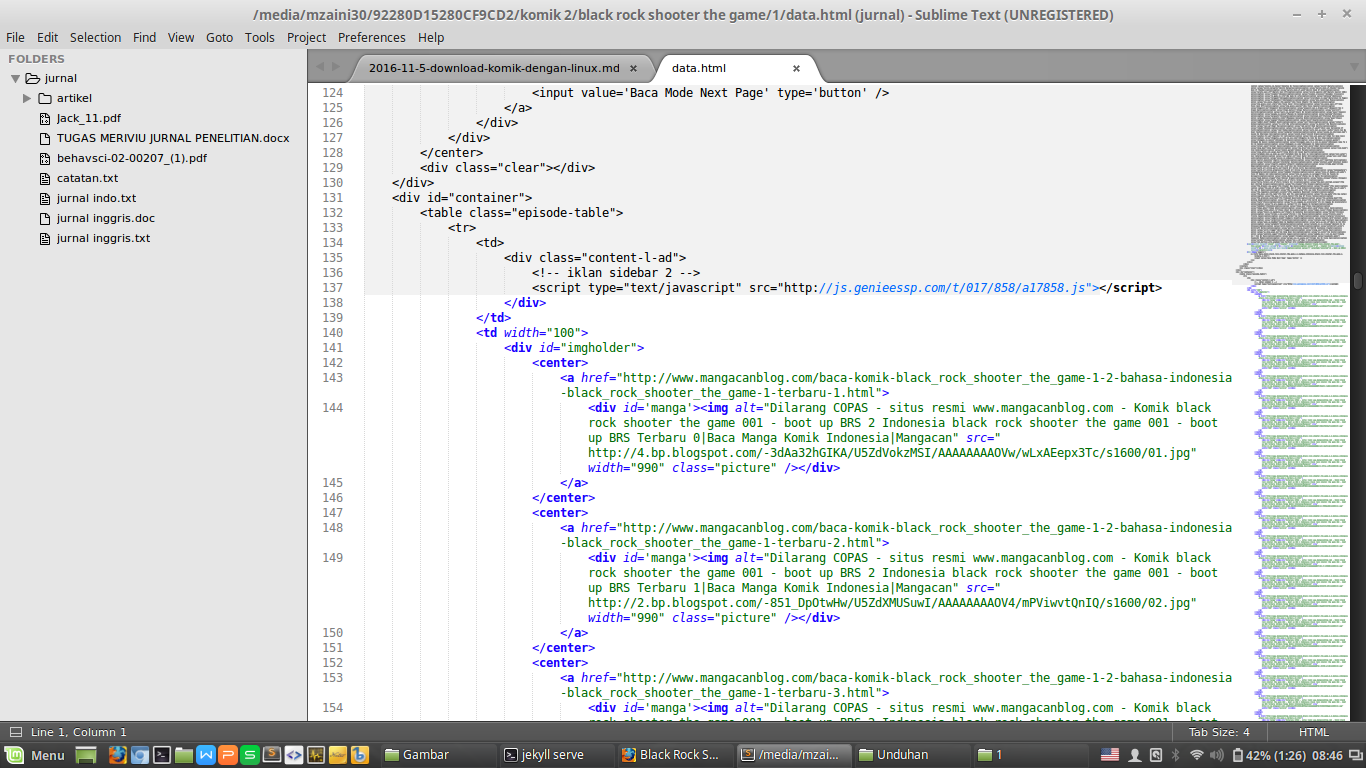 /media/mzaini30/92280D15280CF9CD2/komik 2/black rock shooter the game/1/data.html (jurnal) - Sublime Text (UNREGISTERED)
File Edit Selection Find View Goto Tools Project Preferences Help
FOLDERS
jurnal
artikel
Jack_11.pdf
TUGAS MERIVIU JURNAL PENELITIAN.docx
behavsci-02-00207_(1).pdf
catatan.txt
jurnal indo.txt
jurnal inggris.doc
jurnal inggris.txt
2016-11-5-download-komik-dengan-linux.md × data.html ×
124 <input value='Baca Mode Next Page' type='button' />
125 </a>
126 </div>
127 </div>
128 </center>
129 <div class="clear"></div>
130 </div>
131 <div id="container">
132 <table class="episode-table">
133 <tr>
134 <td>
135 <div class="content-l-ad">
136 <!-- iklan sidebar 2 -->
137 <script type="text/javascript" src="http://js.genieessp.com/t/017/858/a17858.js"></script>
138 </div>
139 </td>
140 <td width="100">
141 <div id="imgholder">
142 <center>
143 <a href="http://www.mangacanblog.com/baca-komik-black_rock_shooter_the_game-1-2-bahasa-indonesia
-black_rock_shooter_the_game-1-terbaru-1.html">
144 <div id='manga'><img alt="Dilarang COPAS - situs resmi www.mangacanblog.com - Komik black
rock shooter the game 001 - boot up BRS 2 Indonesia black rock shooter the game 001 - boot
up BRS Terbaru 0|Baca Manga Komik Indonesia|Mangacan" src="
http://4.bp.blogspot.com/-3dAa32hGIKA/U5ZdVokzMSI/AAAAAAAAOVw/wLxAEepx3Tc/s1600/01.jpg"
width="990" class="picture" /></div>
145 </a>
146 </center>
147 <center>
148 <a href="http://www.mangacanblog.com/baca-komik-black_rock_shooter_the_game-1-2-bahasa-indonesia
-black_rock_shooter_the_game-1-terbaru-2.html">
149 <div id='manga'><img alt="Dilarang COPAS - situs resmi www.mangacanblog.com - Komik black
rock shooter the game 001 - boot up BRS 2 Indonesia black rock shooter the game 001 - boot
up BRS Terbaru 1|Baca Manga Komik Indonesia|Mangacan" src="
http://2.bp.blogspot.com/-851_DpOtwHw/U5ZdXMUSuwI/AAAAAAAAOV4/mPViwvtQnIQ/s1600/02.jpg"
width="990" class="picture" /></div>
150 </a>
151 </center>
152 <center>
153 <a href="http://www.mangacanblog.com/baca-komik-black_rock_shooter_the_game-1-2-bahasa-indonesia
-black_rock_shooter_the_game-1-terbaru-3.html">
154 <div id='manga'><img alt="Dilarang COPAS - situs resmi www.mangacanblog.com - Komik black
rock shooter the game 001 - boot up BRS 2 Indonesia black rock shooter the game 001 - boot
Line 1, Column 1 Tab Size: 4 HTML
Menu Gambar jekyll serve Black Rock S... /media/mzai... Unduhan 1 42% (1:26) 08:46